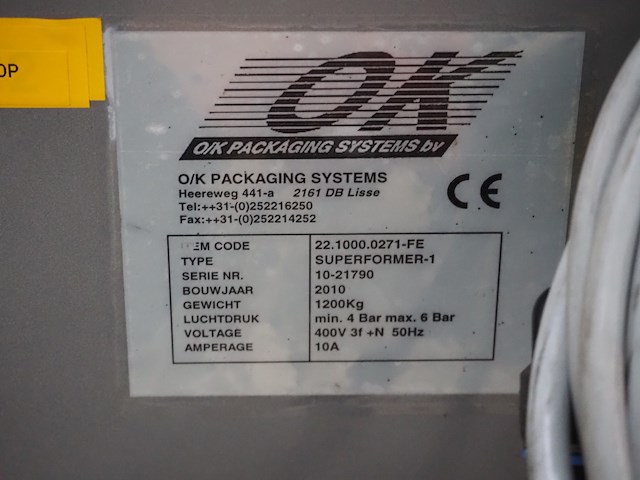 OP
OK
O/K PACKAGING SYSTEMS bv
O/K PACKAGING SYSTEMS
Heereweg 441-a 2161 DB Lisse
Tel:++31-(0)252216250
Fax:++31-(0)252214252
CE
CODE
22.1000.0271-FE
TYPE SUPERFORMER-1
SERIE NR. 10-21790
BOUWJAAR 2010
GEWICHT 1200Kg
LUCHTDRUK min. 4 Bar max. 6 Bar
VOLTAGE 400V 3f +N 50Hz
AMPERAGE 10A